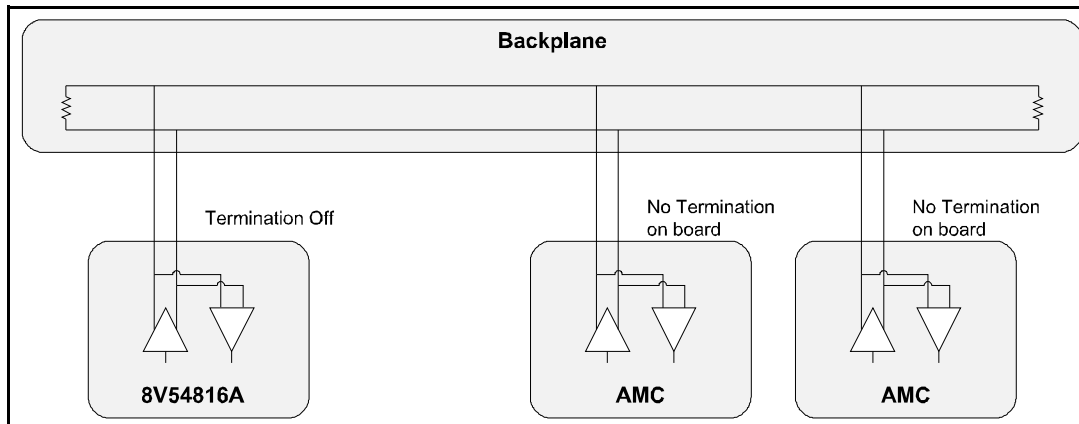 Backplane
Termination Off
No Termination
on board
No Termination
on board
8V54816A
AMC
AMC